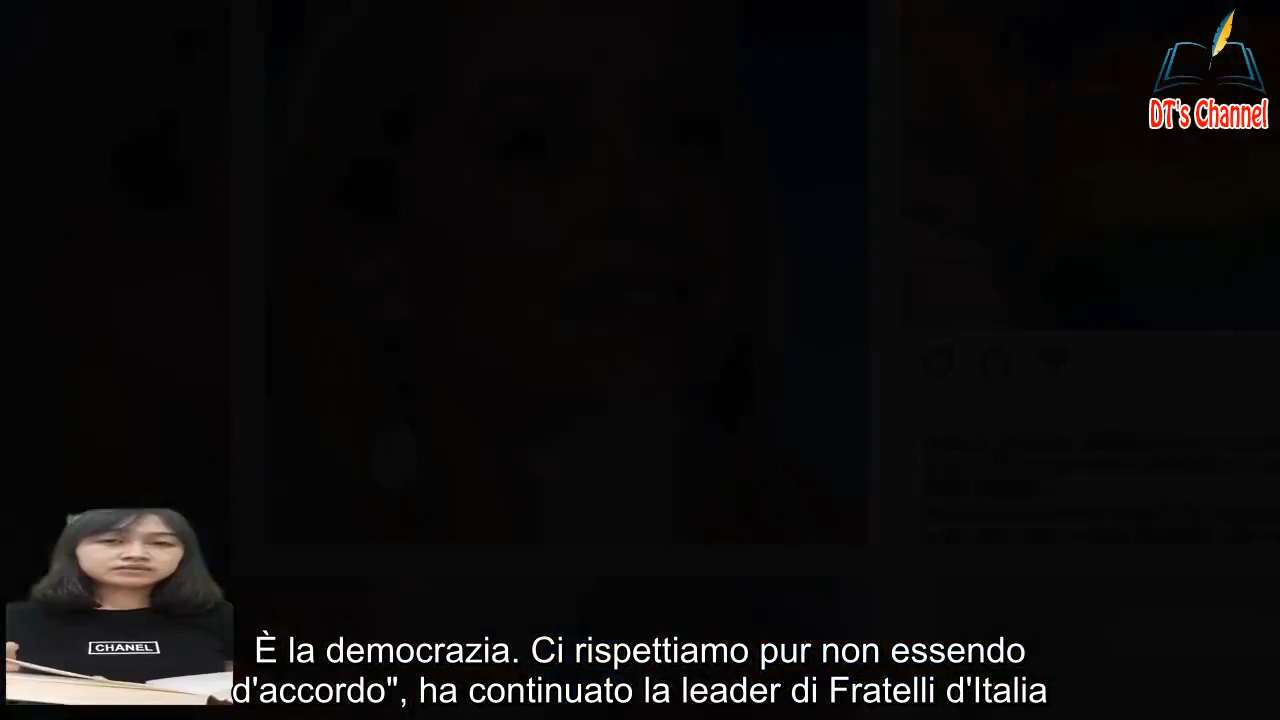 DT's Channel
CHANEL
È la democrazia. Ci rispettiamo pur non essendo
d'accordo", ha continuato la leader di Fratelli d'Italia